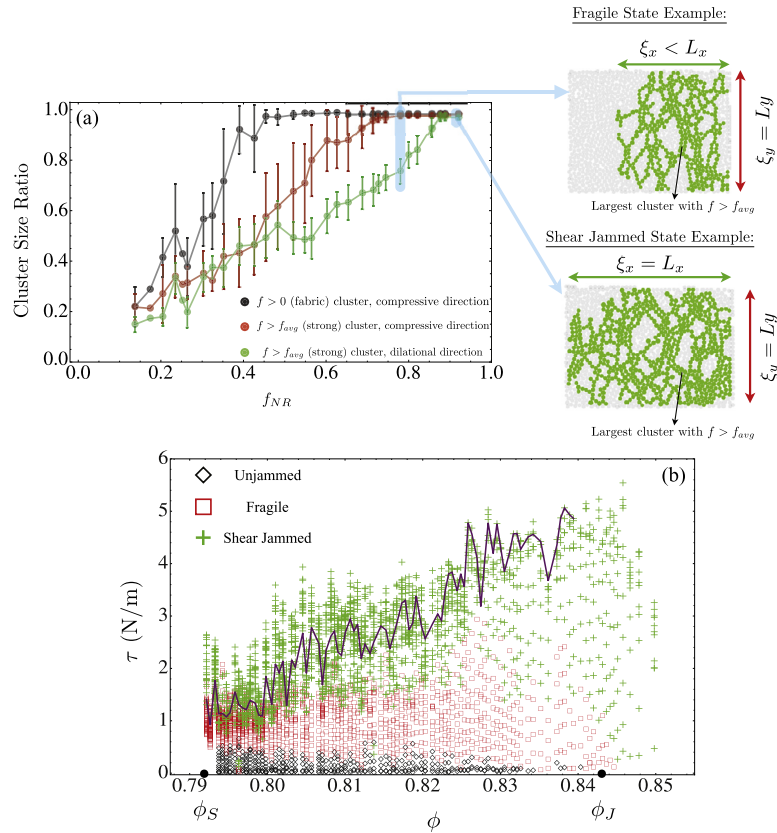 Fragile State Example:
ξx < Lx
ξy = Ly
Largest cluster with f > favg
Shear Jammed State Example:
ξx = Lx
ξy = Ly
Largest cluster with f > favg
(a)
Cluster Size Ratio
1.0
0.8
0.6
0.4
0.2
0.0
f > 0 (fabric) cluster, compressive direction
f > favg (strong) cluster, compressive direction
f > favg (strong) cluster, dilational direction
0.0 0.2 0.4 0.6 0.8 1.0
fNR
(b)
Unjammed
Fragile
Shear Jammed
τ (N/m)
6
5
4
3
2
1
0
0.79 0.80 0.81 0.82 0.83 0.84 0.85
ϕS ϕ ϕJ